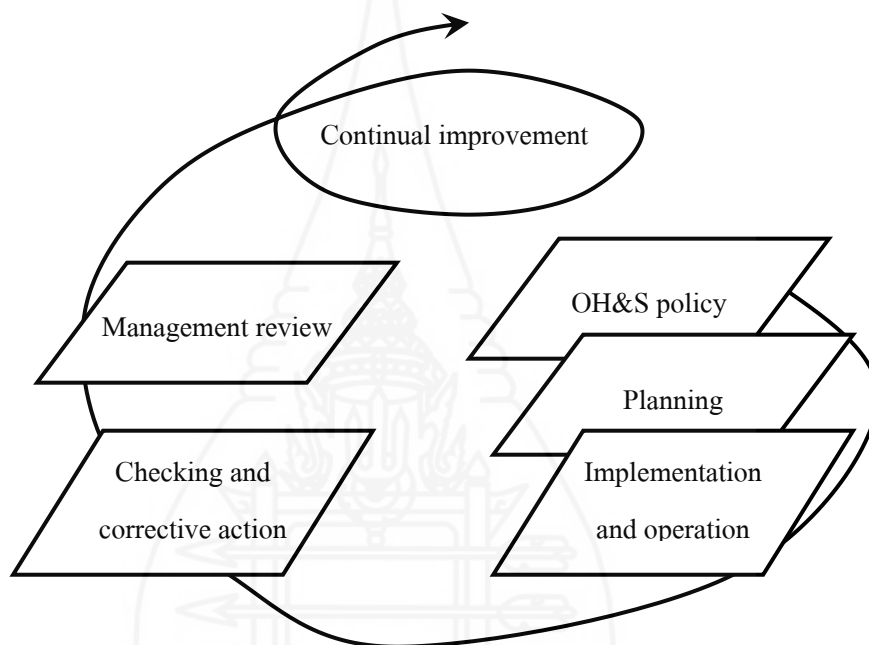 Continual improvement
OH&S policy
Management review
Planning
Checking and
corrective action
Implementation
and operation